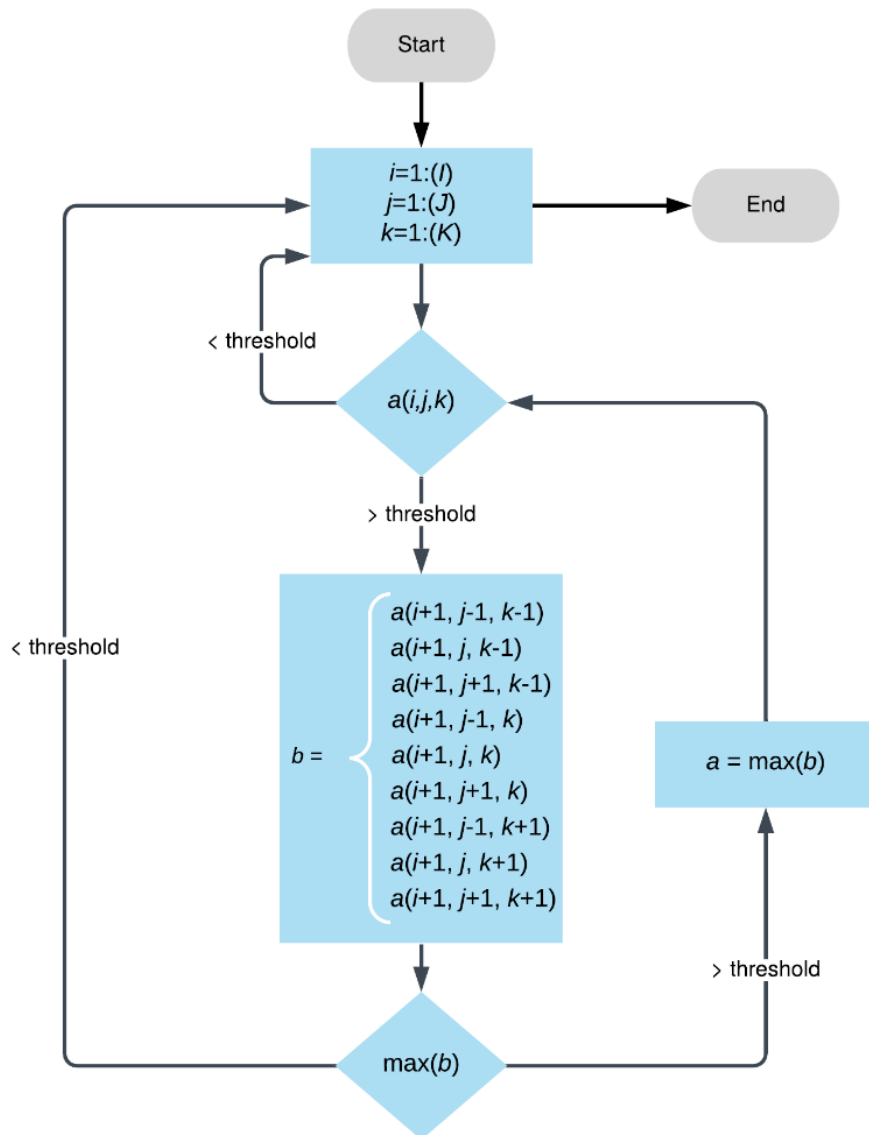 Start
i=1:(I)
j=1:(J)
k=1:(K)
End
< threshold
a(i,j,k)
> threshold
a(i+1, j-1, k-1)
a(i+1, j, k-1)
a(i+1, j+1, k-1)
a(i+1, j-1, k)
b =
a(i+1, j, k)
a(i+1, j+1, k)
a(i+1, j-1, k+1)
a(i+1, j, k+1)
a(i+1, j+1, k+1)
< threshold
a = max(b)
> threshold
max(b)